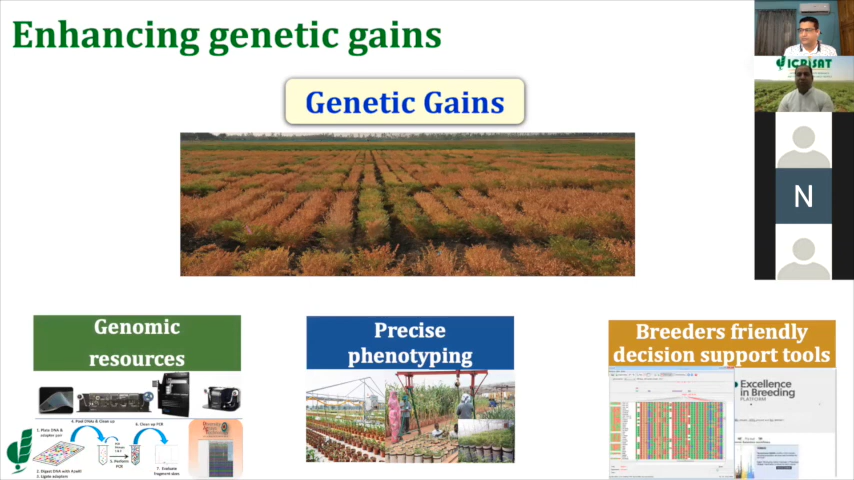 Enhancing genetic gains
ICRISAT
Genetic Gains
N
Genomic
resources
Precise
phenotyping
Breeders friendly
decision support tools
Excellence
in Breeding
PLATFORM
1. Plate DNA &
adapter pair
2. Digest DNA with ApeKI
3. Ligate adapters
4. Pool DNAs & Clean-up
5. Perform
PCR
6. Clean-up PCR
7. Evaluate
fragment sizes